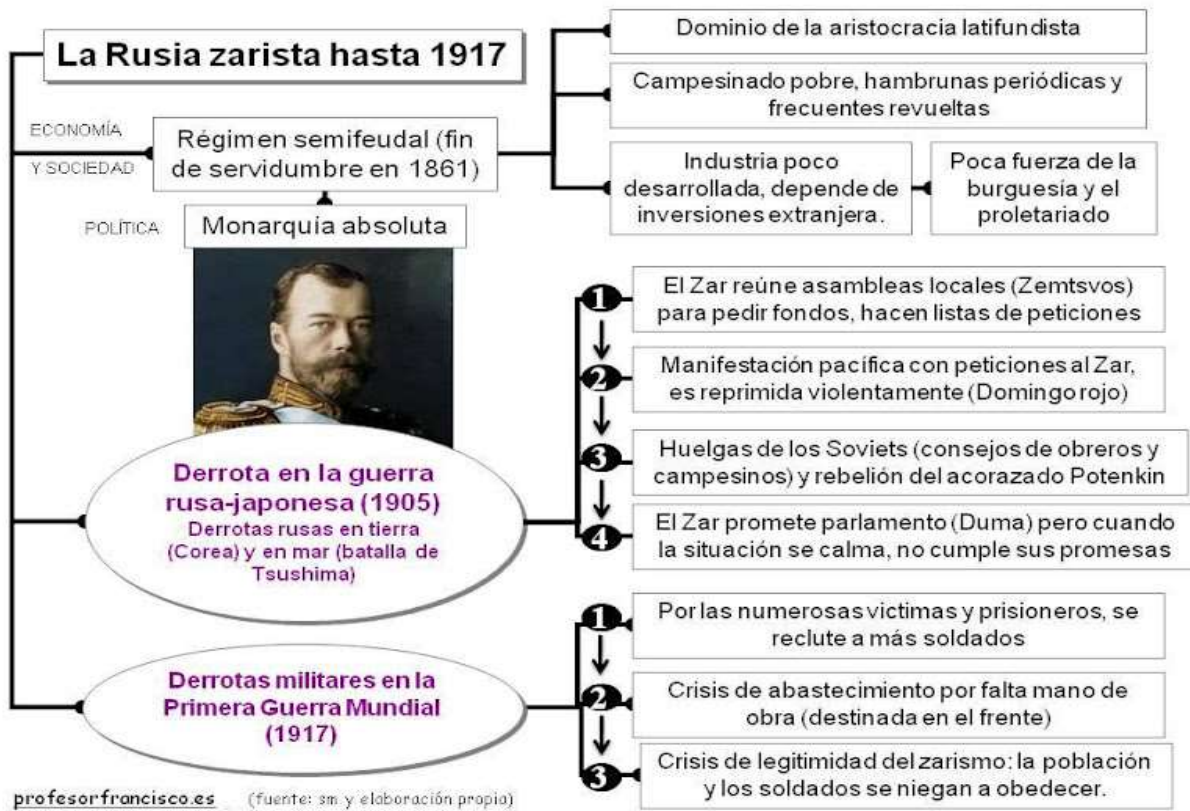 La Rusia zarista hasta 1917
ECONOMÍA
Y SOCIEDAD
Régimen semifeudal (fin
de servidumbre en 1861)
POLÍTICA
Monarquía absoluta
Dominio de la aristocracia latifundista
Campesinado pobre, hambrunas periódicas y
frecuentes revueltas
Industria poco
desarrollada, depende de
inversiones extranjera.
Poca fuerza de la
burguesía y el
proletariado
Derrota en la guerra
rusa-japonesa (1905)
Derrotas rusas en tierra
(Corea) y en mar (batalla de
Tsushima)
1
El Zar reúne asambleas locales (Zemtsvos)
para pedir fondos, hacen listas de peticiones
2
Manifestación pacífica con peticiones al Zar,
es reprimida violentamente (Domingo rojo)
3
Huelgas de los Soviets (consejos de obreros y
campesinos) y rebelión del acorazado Potenkin
4
El Zar promete parlamento (Duma) pero cuando
la situación se calma, no cumple sus promesas
Derrotas militares en la
Primera Guerra Mundial
(1917)
1
Por las numerosas victimas y prisioneros, se
reclute a más soldados
2
Crisis de abastecimiento por falta mano de
obra (destinada en el frente)
3
Crisis de legitimidad del zarismo: la población
y los soldados se niegan a obedecer.
profesorfrancisco.es (fuente: sm y elaboración propia)